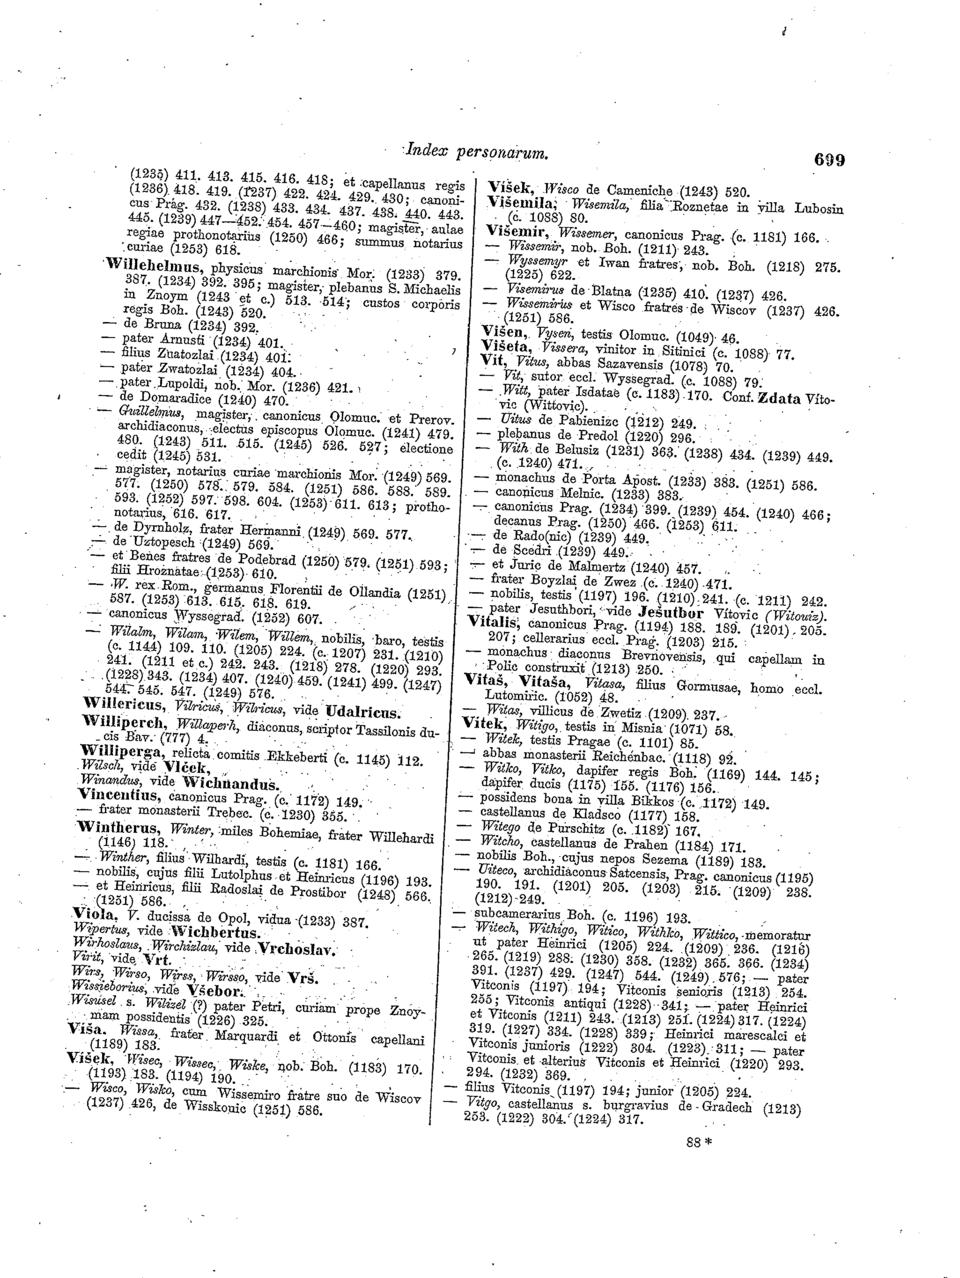 Index personarum.
699
(1235) 411. 413. 415. 416. 418; et capellanus regis
(1236) 418. 419. (1237) 422. 424. 429. 430; canoni-
cus Prag. 432. (1238) 433. 434. 437. 438. 440. 443.
445. (1239) 447—452. 454. 457—460; magister, aulae
regiae prothonotarius (1250) 466; summus notarius
curiae (1253) 618.
Willehelmus, physicus marchionis Mor. (1233) 379.
387. (1234) 392. 395; magister, plebanus S. Michaelis
in Znoym (1243 et c.) 513. 514; custos corporis
regis Boh. (1243) 520.
— de Bruna (1234) 392.
— pater Arnusti (1234) 401.
— filius Zuatozlai (1234) 401.
— pater Zwatozlai (1234) 404.
— pater Lupoldi, nob. Mor. (1236) 421.
— de Domaradice (1240) 470.
— Guillelmus, magister, canonicus Olomuc. et Prerov.
archidiaconus, electus episcopus Olomuc. (1241) 479.
480. (1243) 511. 515. (1245) 526. 527; electione
cedit (1245) 531.
— magister, notarius curiae marchionis Mor. (1249) 569.
577. (1250) 578. 579. 584. (1251) 586. 588. 589.
593. (1252) 597. 598. 604. (1253) 611. 613; protho-
notarius, 616. 617.
— de Dyrnholz, frater Hermanni (1249) 569. 577.
— de Uztopesch (1249) 569.
— et Benes fratres de Podebrad (1250) 579. (1251) 593;
filii Hroznatae (1253) 610.
— W. rex Rom., germanus Florentii de Ollandia (1251)
587. (1253) 613. 615. 618. 619.
— canonicus Wyssegrad. (1252) 607.
— Wilalm, Wilam, Wilem, Willem, nobilis, baro, testis
(c. 1144) 109. 110. (1205) 224. (c. 1207) 231. (1210)
241. (1211 et c.) 242. 243. (1218) 278. (1220) 293.
(1228) 343. (1234) 407. (1240) 459. (1241) 499. (1247)
544. 545. 547. (1249) 576.
Willericus, Vilricus, Wilricus, vide Udalricus.
Williperch, Willaperh, diaconus, scriptor Tassilonis du-
cis Bav. (777) 4.
Williperga, relicta comitis Ekkeberti (c. 1145) 112.
Wilsch, vide Vlček,
Winandus, vide Wichnandus.
Vincentius, canonicus Prag. (c. 1172) 149.
— frater monasterii Trebec. (c. 1230) 355.
Wintherus, Winter, miles Bohemiae, frater Willehardi
(1146) 118.
— Winther, filius Wilhardi, testis (c. 1181) 166.
— nobilis, cujus filii Lutolphus et Heinricus (1196) 193.
— et Heinricus, filii Radoslai de Prostibor (1248) 566.
(1251) 586.
Viola, V. ducissa de Opol, vidua (1233) 387.
Wipertus, vide Wichbertus.
Wirhoslaus, Wirchizlau, vide Vrchoslav.
Virit, vide Vrt.
Wirs, Wirso, Wirss, Wirsso, vide Vrš.
Wissieborius, vide Všebor.
Wisusel s. Wilizel (?) pater Petri, curiam prope Znoy-
mam possidentis (1226) 325.
Viša, Wissa, frater Marquardi et Ottonis capellani
(1189) 183.
Višek, Wisec, Wissec, Wiske, nob. Boh. (1183) 170.
(1193) 183. (1194) 190.
— Wisco, Wisko, cum Wissemiro fratre suo de Wiscov
(1237) 426, de Wisskonic (1251) 586.
Višek, Wisco de Cameniche (1243) 520.
Višemila, Wisemila, filia Roznetae in villa Lubosin
(c. 1088) 80.
Višemir, Wissemer, canonicus Prag. (c. 1181) 166.
— Wissemir, nob. Boh. (1211) 243.
— Wyssemyr et Iwan fratres, nob. Boh. (1218) 275.
(1225) 622.
— Visemirus de Blatna (1235) 410. (1237) 426.
— Wissemirus et Wisco fratres de Wiscov (1237) 426.
(1251) 586.
Višen, Vysen, testis Olomuc. (1049) 46.
Višeta, Vissera, vinitor in Sitinici (c. 1088) 77.
Vit, Vitus, abbas Sazavensis (1078) 70.
— Vit, sutor eccl. Wyssegrad. (c. 1088) 79.
— Witt, pater Isdatae (c. 1183) 170. Conf. Zdata Vito-
vic (Wittovic).
— Uitus de Pabienizc (1212) 249.
— plebanus de Predol (1220) 296.
— With de Belusiz (1231) 363. (1238) 434. (1239) 449.
(c. 1240) 471.
— monachus de Porta Apost. (1233) 383. (1251) 586.
— canonicus Melnic. (1233) 383.
— canonicus Prag. (1234) 399. (1239) 454. (1240) 466;
decanus Prag. (1250) 466. (1253) 611.
— de Rado(nic) (1239) 449.
— de Scedri (1239) 449.
— et Juric de Malmertz (1240) 457.
— frater Boyzlai de Zwez (c. 1240) 471.
— nobilis, testis (1197) 196. (1210) 241. (c. 1211) 242.
— pater Jesuthbori, vide Ješutbor Vitovic (Witouiz).
Vitalis, canonicus Prag. (1194) 188. 189. (1201) 205.
207; cellerarius eccl. Prag. (1203) 215.
— monachus diaconus Brevnovensis, qui capellam in
Polic construxit (1213) 250.
Vitaš, Vitaša, Vitasa, filius Gormusae, homo eccl.
Lutomiric. (1052) 48.
— Witas, villicus de Zwetiz (1209) 237.
Vitek, Witigo, testis in Misnia (1071) 58.
— Witek, testis Pragae (c. 1101) 85.
— abbas monasterii Reichenbac. (1118) 92.
— Witko, Vitko, dapifer regis Boh. (1169) 144. 145;
dapifer ducis (1175) 155. (1176) 156.
— possidens bona in villa Bikkos (c. 1172) 149.
— castellanus de Kladsco (1177) 158.
— Witego de Purschitz (c. 1182) 167.
— Witcho, castellanus de Prahen (1184) 171.
— nobilis Boh., cujus nepos Sezema (1189) 183.
— Uiteco, archidiaconus Satcensis, Prag. canonicus (1195)
190. 191. (1201) 205. (1203) 215. (1209) 238.
(1212) 249.
— subcamerarius Boh. (c. 1196) 193.
— Witech, Withigo, Witico, Withko, Wittico, memoratur
ut pater Heinrici (1205) 224. (1209) 236. (1216)
265. (1219) 288. (1230) 358. (1232) 365. 366. (1234)
391. (1237) 429. (1247) 544. (1249) 576; — pater
Vitconis (1197) 194; Vitconis senioris (1213) 254.
255; Vitconis antiqui (1228) 341; — pater Heinrici
et Vitconis (1211) 243. (1213) 251. (1224) 317. (1224)
319. (1227) 334. (1228) 339; Heinrici marescalci et
Vitconis junioris (1222) 304. (1223) 311; — pater
Vitconis et alterius Vitconis et Heinrici (1220) 293.
294. (1232) 369.
— filius Vitconis (1197) 194; junior (1205) 224.
— Vitgo, castellanus s. burgravius de Gradech (1213)
253. (1222) 304. (1224) 317.
88 *